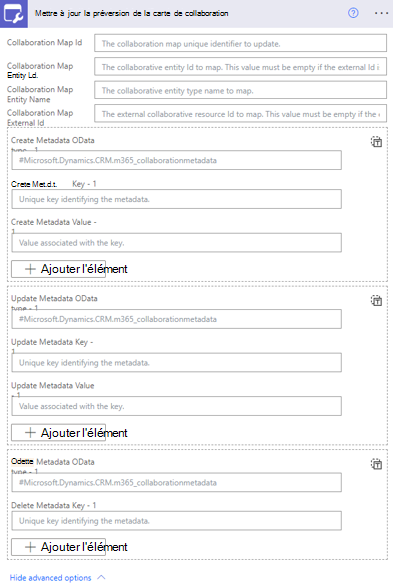 Mettre à jour la préversion de la carte de collaboration
Collaboration Map Id
The collaboration map unique identifier to update.
Collaboration Map
Entity Ld.
The collaborative entity Id to map. This value must be empty if the external Id i
Collaboration Map
Entity Name
The collaborative entity type name to map.
Collaboration Map
External Id
The external collaborative resource Id to map. This value must be empty if the
Create Metadata OData
type - 1
#Microsoft.Dynamics.CRM.m365_collaborationmetadata
Crete Met.d.t. Key - 1
Unique key identifying the metadata.
Create Metadata Value -
1
Value associated with the key.
Ajouter l'élément
Update Metadata OData
type - 1
#Microsoft.Dynamics.CRM.m365_collaborationmetadata
Update Metadata Key -
1
Unique key identifying the metadata.
Update Metadata Value
- 1
Value associated with the key.
Ajouter l'élément
Odette Metadata OData
type - 1
#Microsoft.Dynamics.CRM.m365_collaborationmetadata
Delete Metadata Key - 1
Unique key identifying the metadata.
Ajouter l'élément
Hide advanced options